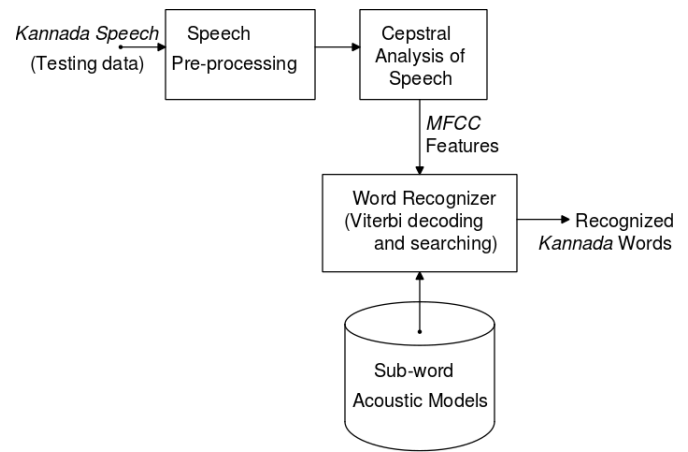 Kannada Speech
(Testing data)
Speech
Pre-processing
Cepstral
Analysis of
Speech
MFCC
Features
Word Recognizer
(Viterbi decoding
and searching)
Recognized
Kannada Words
Sub-word
Acoustic Models